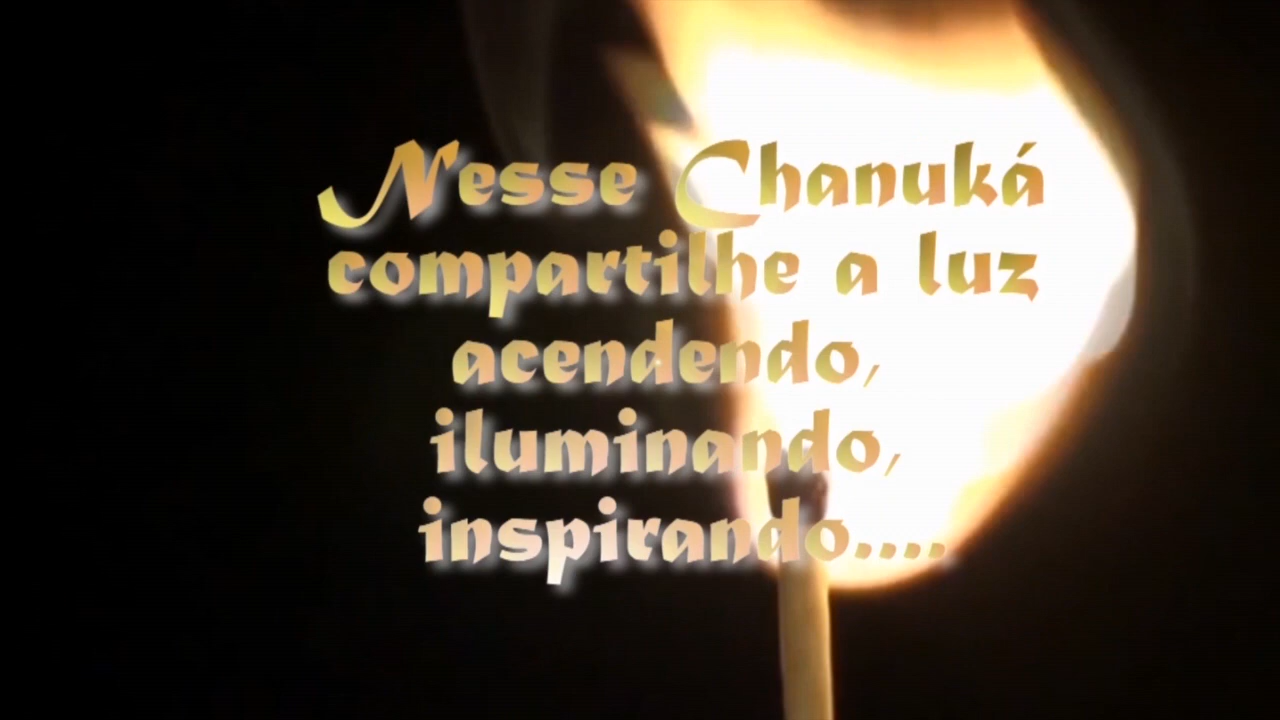 Nesse Chanuká
compartilhe a luz
acendendo,
iluminando,
inspirando....